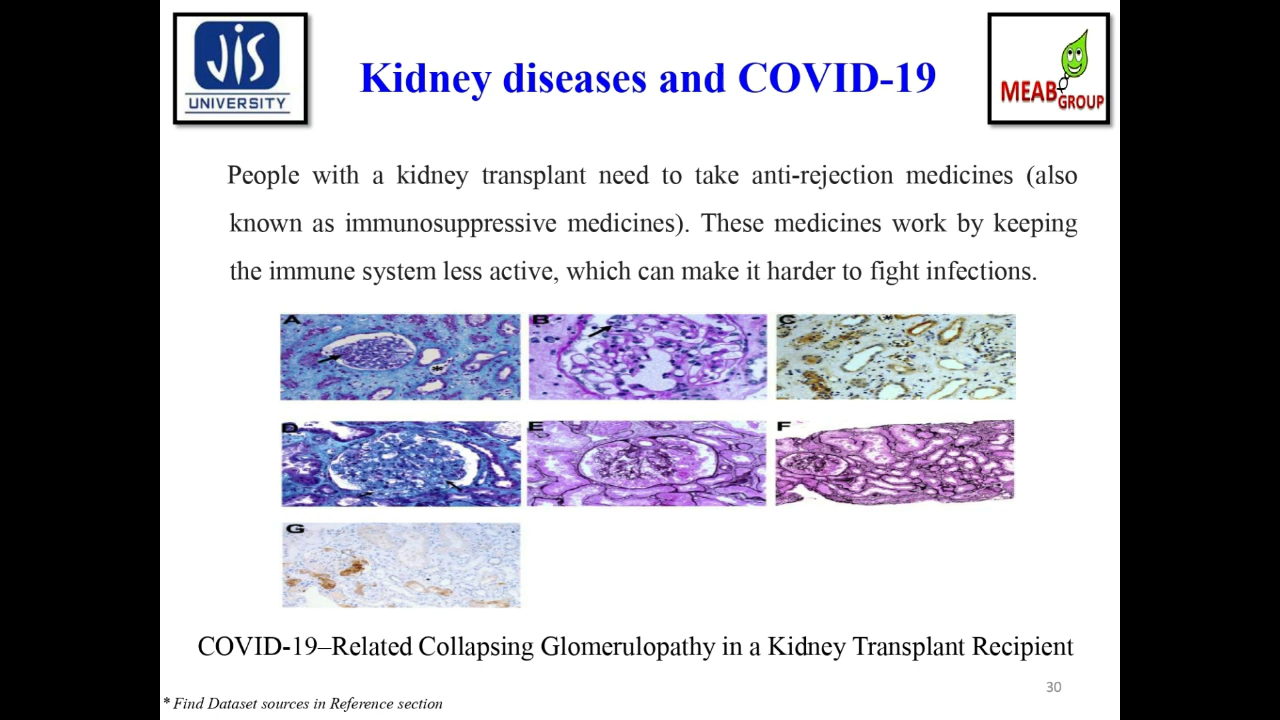 JIS
UNIVERSITY
Kidney diseases and COVID-19
MEAB
GROUP
People with a kidney transplant need to take anti-rejection medicines (also
known as immunosuppressive medicines). These medicines work by keeping
the immune system less active, which can make it harder to fight infections.
A
B
C
D
E
F
G
COVID-19–Related Collapsing Glomerulopathy in a Kidney Transplant Recipient
30
* Find Dataset sources in Reference section